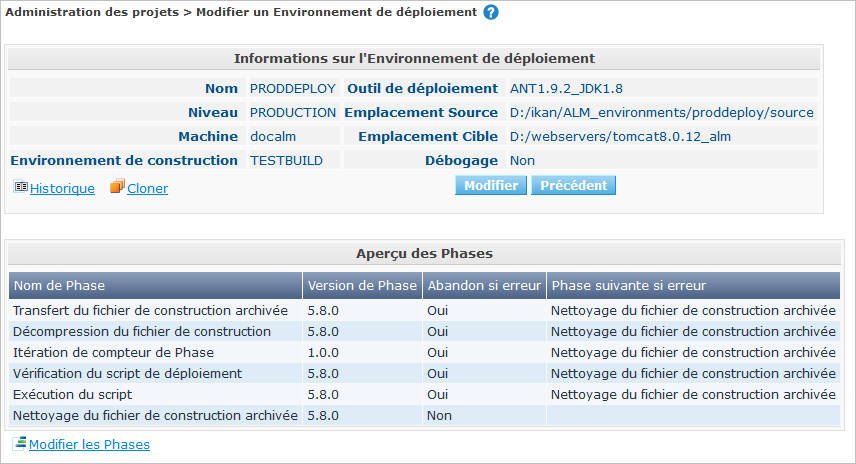 Administration des projets > Modifier un Environnement de déploiement ?
Informations sur l'Environnement de déploiement
Nom PRODDEPLOY Outil de déploiement ANT1.9.2_JDK1.8
Niveau PRODUCTION Emplacement Source D:/ikan/ALM_environments/proddeploy/source
Machine docalm Emplacement Cible D:/webservers/tomcat8.0.12_alm
Environnement de construction TESTBUILD Débogage Non
Historique Cloner Modifier Précédent
Aperçu des Phases
Nom de Phase Version de Phase Abandon si erreur Phase suivante si erreur
Transfert du fichier de construction archivée 5.8.0 Oui Nettoyage du fichier de construction archivée
Décompression du fichier de construction 5.8.0 Oui Nettoyage du fichier de construction archivée
Itération de compteur de Phase 1.0.0 Oui Nettoyage du fichier de construction archivée
Vérification du script de déploiement 5.8.0 Oui Nettoyage du fichier de construction archivée
Exécution du script 5.8.0 Oui Nettoyage du fichier de construction archivée
Nettoyage du fichier de construction archivée 5.8.0 Non
Modifier les Phases